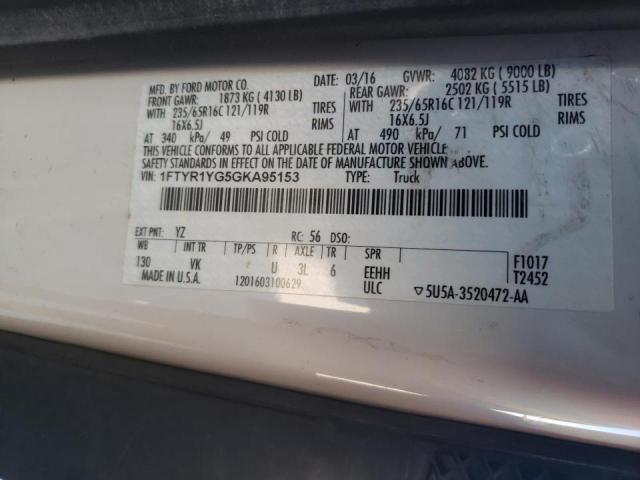 MFD. BY FORD MOTOR CO. DATE: 03/16 GVWR: 4082 KG ( 9000 LB)
FRONT GAWR: 1873 KG ( 4130 LB) REAR GAWR: 2502 KG ( 5515 LB)
WITH 235/65R16C 121/119R TIRES WITH 235/65R16C 121/119R TIRES
16X6.5J RIMS 16X6.5J RIMS
AT 340 kPa/ 49 PSI COLD AT 490 kPa/ 71 PSI COLD
THIS VEHICLE CONFORMS TO ALL APPLICABLE FEDERAL MOTOR VEHICLE
SAFETY STANDARDS IN EFFECT ON THE DATE OF MANUFACTURE SHOWN ABOVE.
VIN: 1FTYR1YG5GKA95153 TYPE: Truck
EXT PNT: YZ RC: 56 DSO:
WB INT TR TP/PS R AXLE TR SPR F1017
130 VK U 3L 6 EEHH T2452
MADE IN U.S.A. 1201603100629 ULC ▽5U5A-3520472-AA